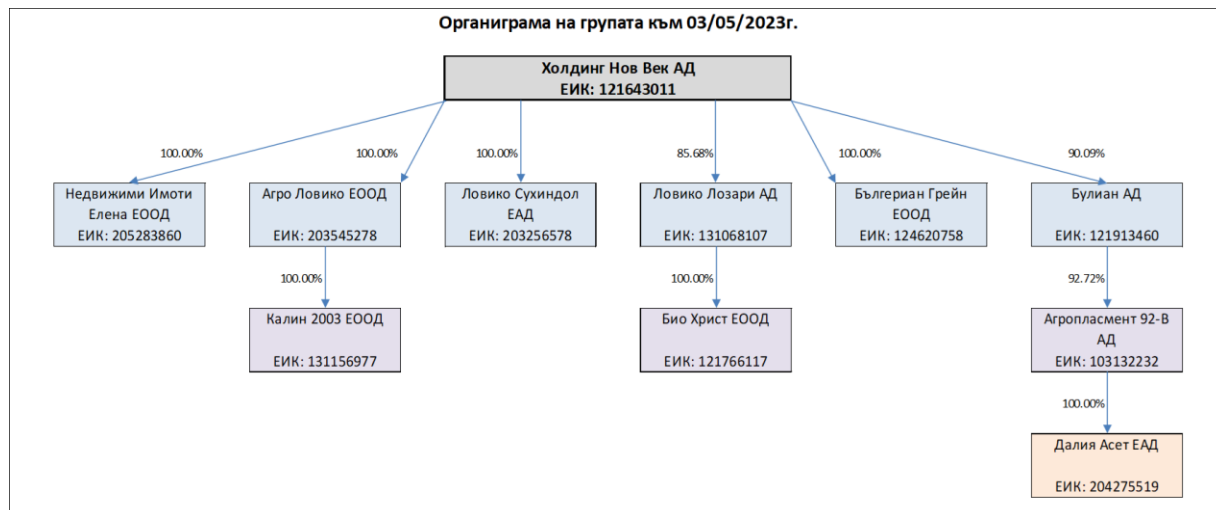 Органиграма на групата към 03/05/2023г.
Холдинг Нов Век АД
ЕИК: 121643011
100.00%
100.00%
100.00%
85.68%
100.00%
90.09%
Недвижими Имоти
Елена ЕООД
ЕИК: 205283860
Агро Ловико ЕООД
ЕИК: 203545278
Ловико Сухиндол
ЕАД
ЕИК: 203256578
Ловико Лозари АД
ЕИК: 131068107
Бългериан Грейн
ЕООД
ЕИК: 124620758
Булиан АД
ЕИК: 121913460
100.00%
100.00%
92.72%
Калин 2003 ЕООД
ЕИК: 131156977
Био Христ ЕООД
ЕИК: 121766117
Агропласмент 92-В
АД
ЕИК: 103132232
100.00%
Далия Асет ЕАД
ЕИК: 204275519